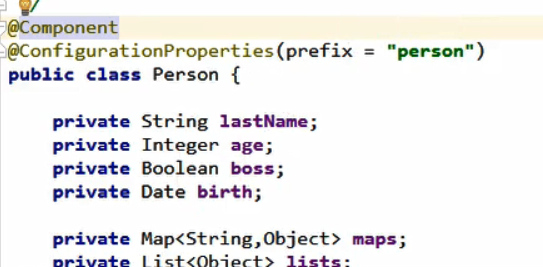 @Component
@ConfigurationProperties(prefix = "person")
public class Person {
private String lastName;
private Integer age;
private Boolean boss;
private Date birth;
private Map<String,Object> maps;
private List<Object> lists;